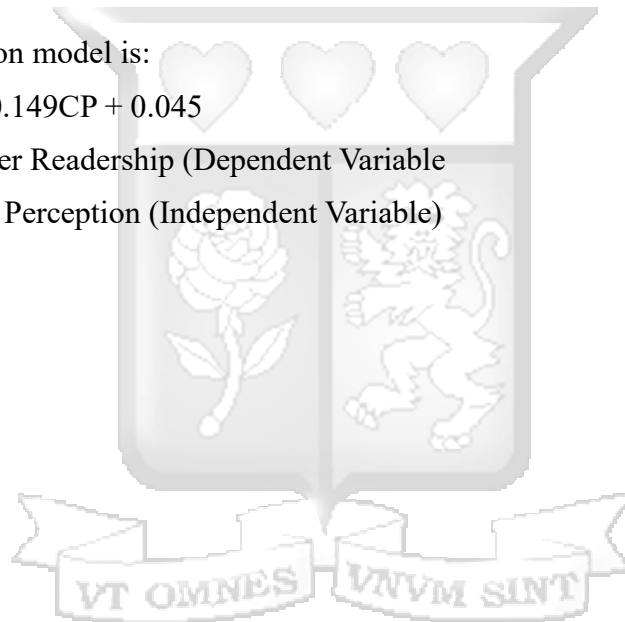 on model is:
0.149CP + 0.045
er Readership (Dependent Variable
Perception (Independent Variable)
VT OMNES VNVM SINT